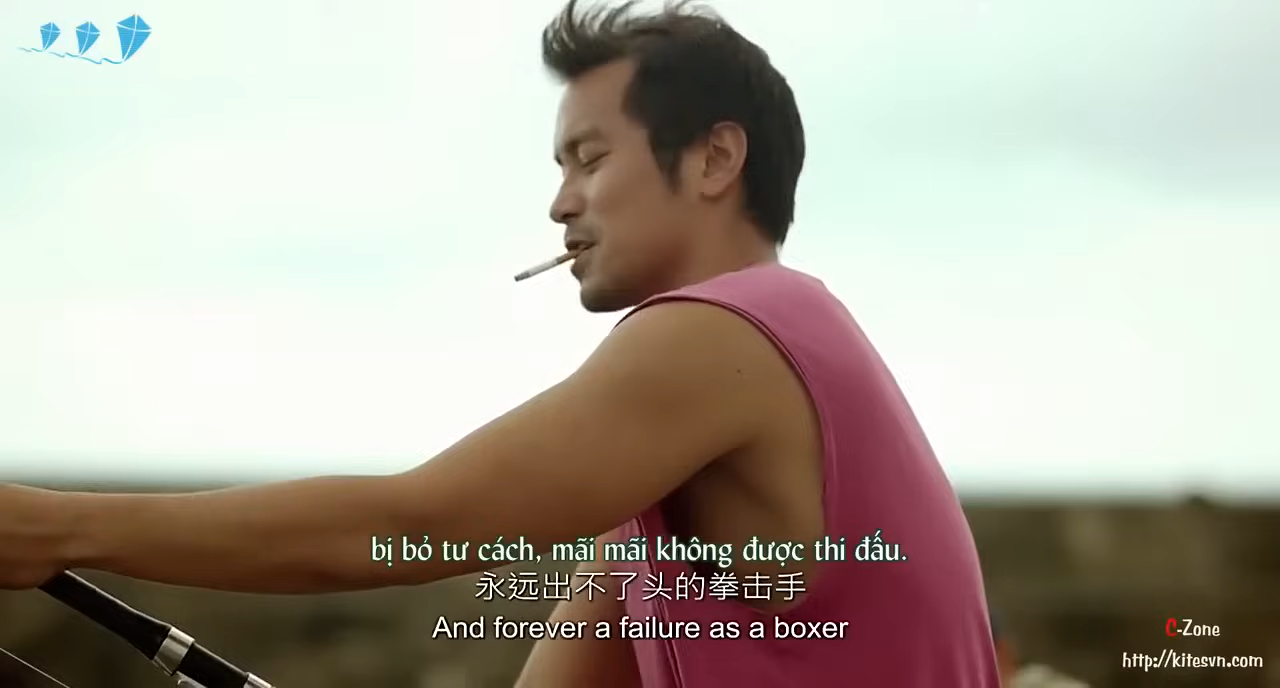 bị bỏ tư cách, mãi mãi không được thi đấu.
永远出不了头的拳击手
And forever a failure as a boxer
C-Zone
http://kitesvn.com